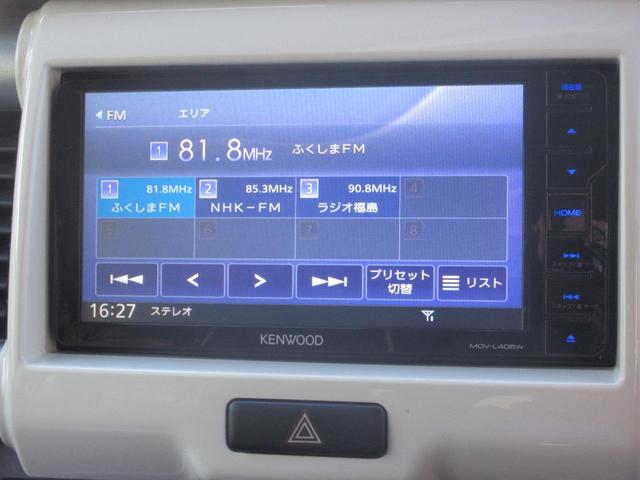 FM エリア
1 81.8MHz ふくしまFM
1 81.8MHz 2 85.3MHz 3 90.8MHz 4
ふくしまFM NHK-FM ラジオ福島
5 6 7 8
プリセット
切替
リスト
16:27 ステレオ
KENWOOD
MDV-L405W
現在地
HOME